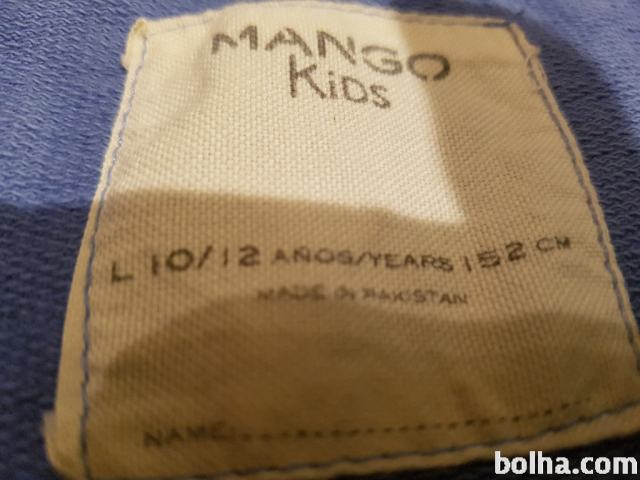 MANGO
KiDS
L 10/12 AÑOS/YEARS 152 CM
MADE IN PAKISTAN
NAME:..............................
bolha.com